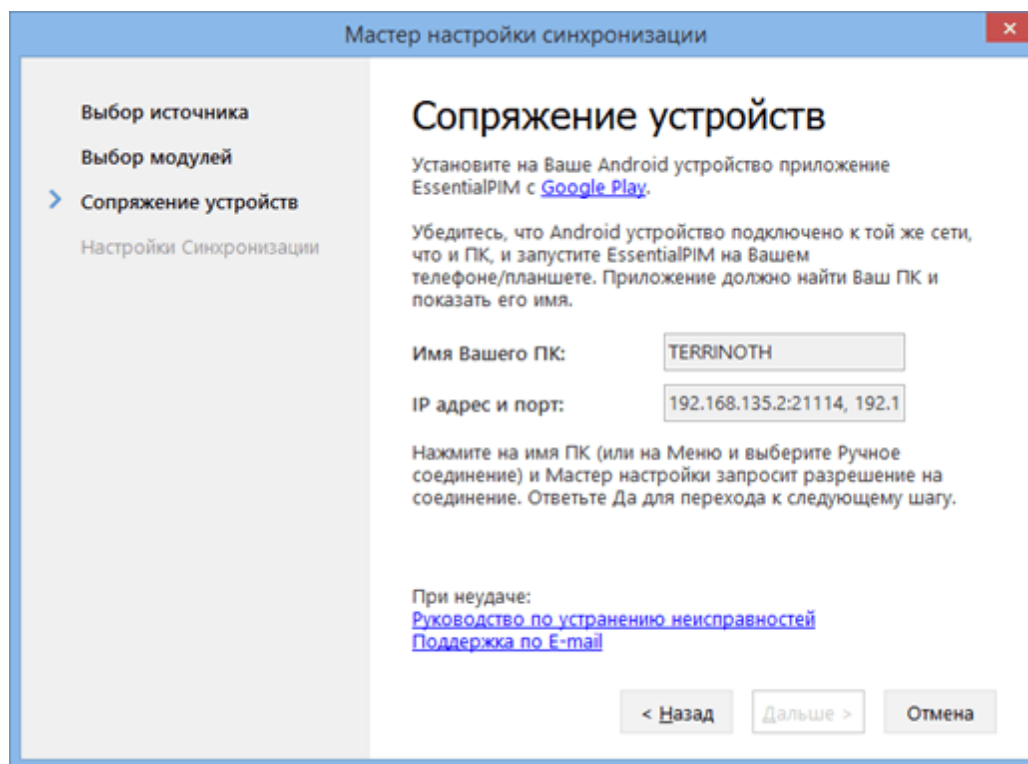 Мастер настройки синхронизации
Выбор источника
Выбор модулей
Сопряжение устройств
Настройки Синхронизации
Сопряжение устройств
Установите на Ваше Android устройство приложение
EssentialPIM с Google Play.
Убедитесь, что Android устройство подключено к той же сети,
что и ПК, и запустите EssentialPIM на Вашем
телефоне/планшете. Приложение должно найти Ваш ПК и
показать его имя.
Имя Вашего ПК: TERRINOTH
IP адрес и порт: 192.168.135.2:21114, 192.1
Нажмите на имя ПК (или на Меню и выберите Ручное
соединение) и Мастер настройки запросит разрешение на
соединение. Ответьте Да для перехода к следующему шагу.
При неудаче:
Руководство по устранению неисправностей
Поддержка по E-mail
< Назад Дальше > Отмена